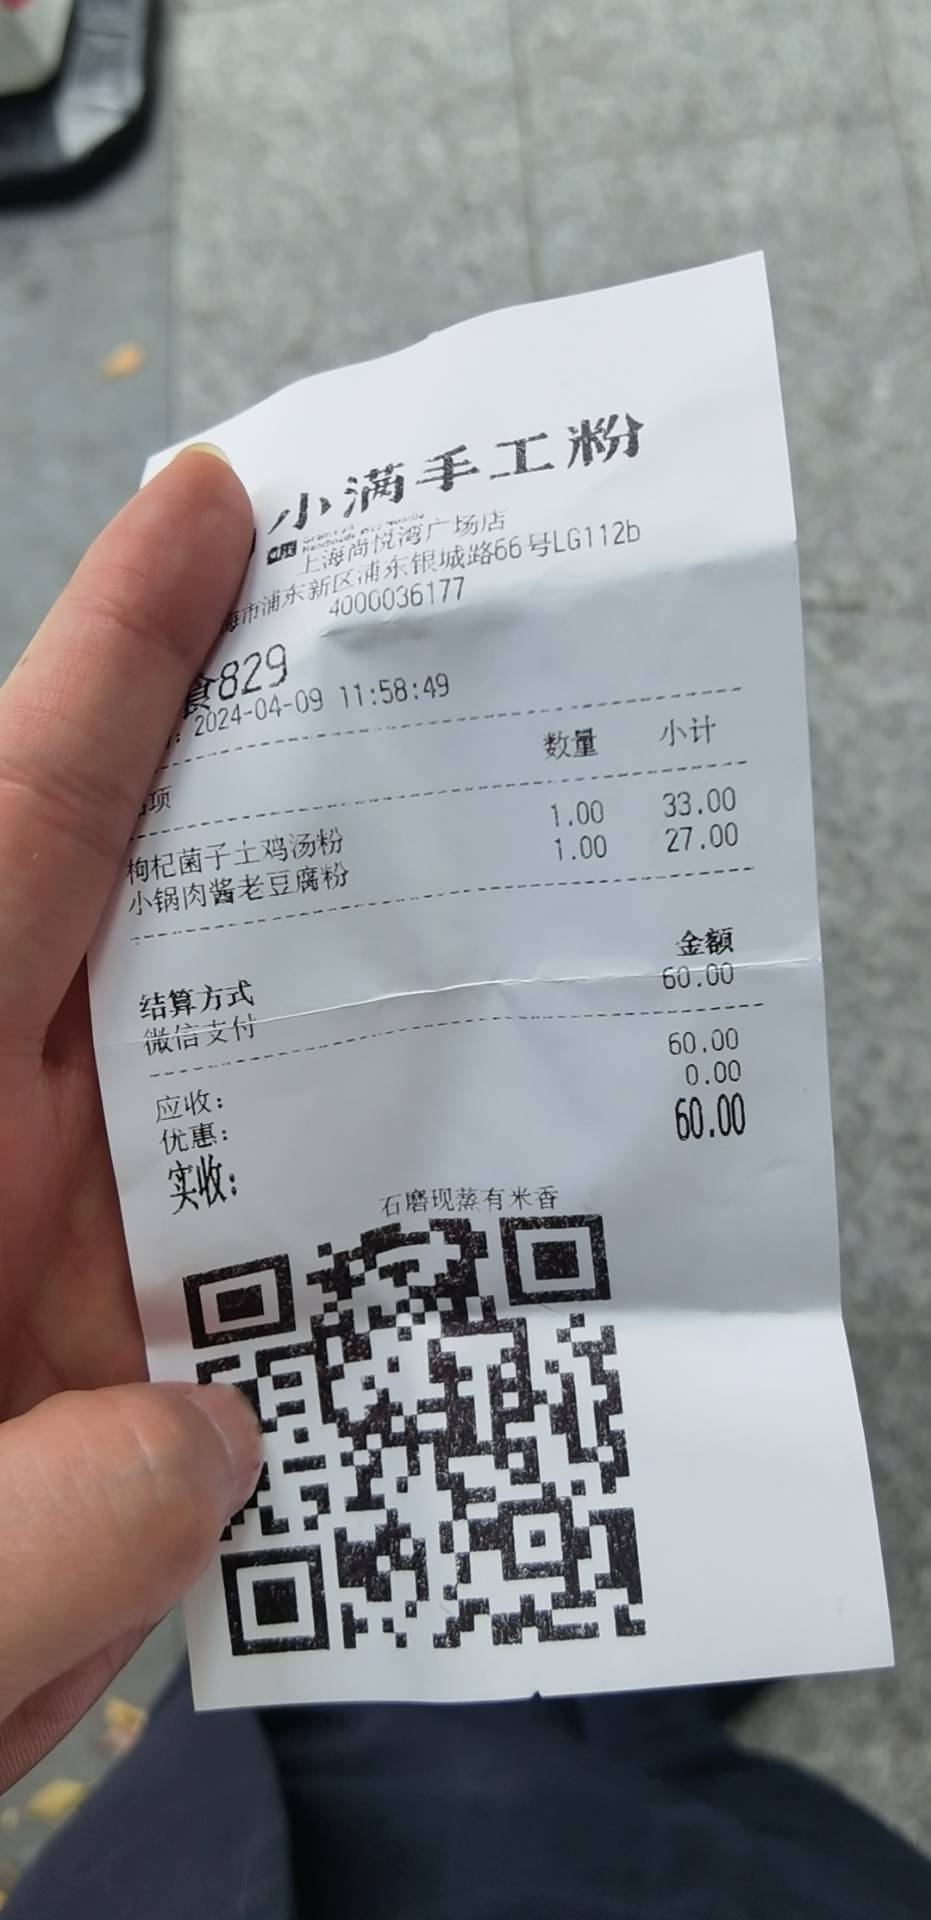 小满手工粉
上海尚悦湾广场店
海市浦东新区浦东银城路66号LG112b
4000036177
食829
: 2024-04-09 11:58:49
项 数量 小计
枸杞菌子土鸡汤粉 1.00 33.00
小锅肉酱老豆腐粉 1.00 27.00
结算方式 金额
微信支付 60.00
应收: 60.00
优惠: 0.00
实收: 60.00
石磨现蒸有米香